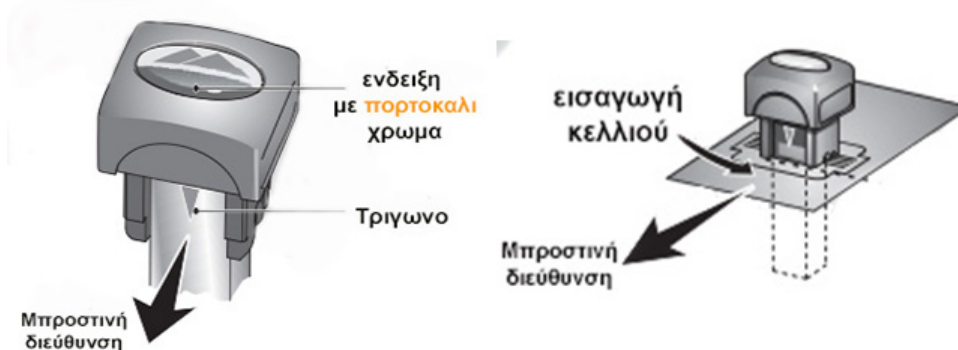 ενδειξη
με πορτοκαλι
χρωμα
Τριγωνο
Μπροστινή
διεύθυνση
εισαγωγή
κελλιού
Μπροστινή
διεύθυνση